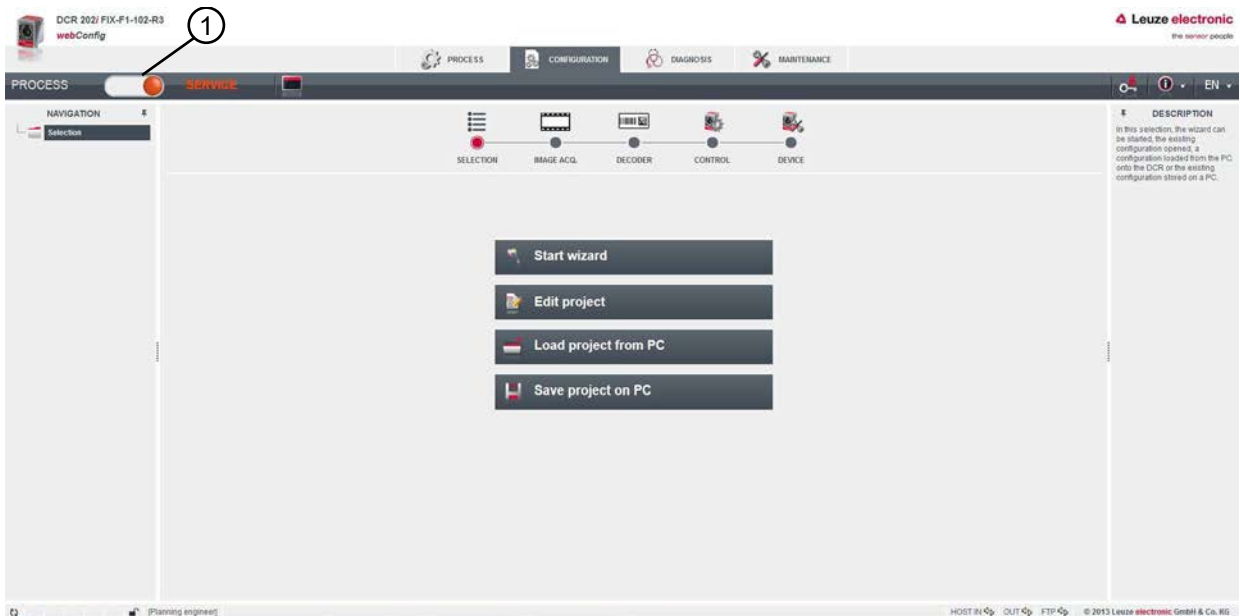 DCR 202i FIX-F1-102-R3
webConfig
1
Leuze electronic
the sensor people
PROCESS
CONFIGURATION
DIAGNOSIS
MAINTENANCE
PROCESS
SERVICE
EN
NAVIGATION
Selection
SELECTION
IMAGE ACQ.
DECODER
CONTROL
DEVICE
DESCRIPTION
In this selection, the wizard can
be started, the existing
configuration opened, a
configuration loaded from the PC
onto the DCR or the existing
configuration stored on a PC.
Start wizard
Edit project
Load project from PC
Save project on PC
[Planning engineer]
HOST IN OUT FTP © 2013 Leuze electronic GmbH & Co. KG